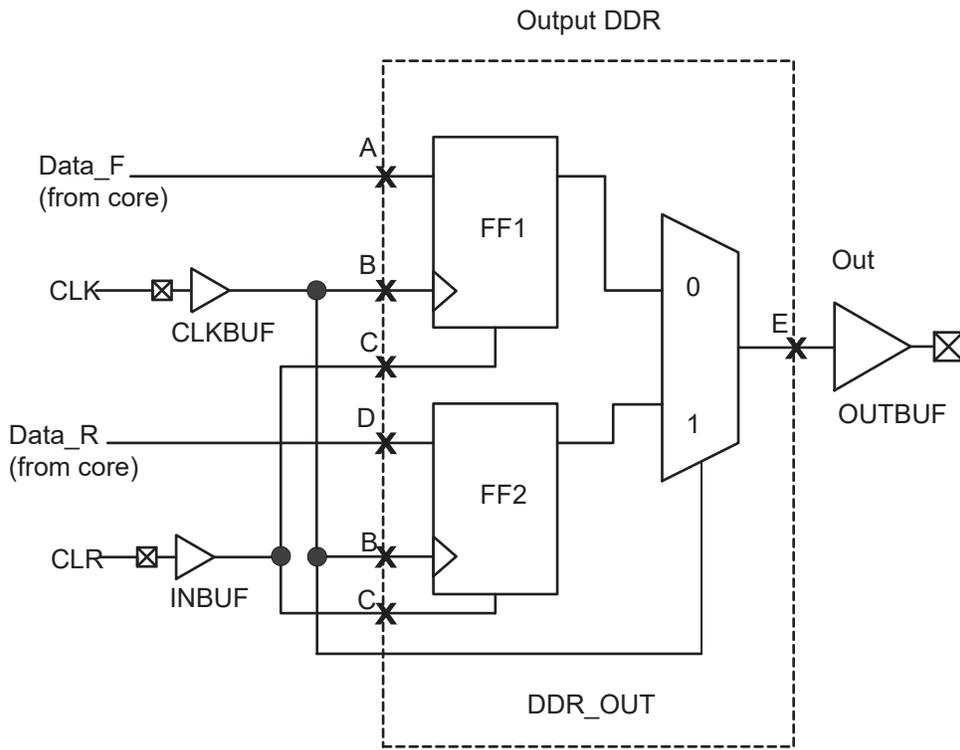 Output DDR
A
Data_F
(from core)
FF1
B
CLK
CLKBUF
0
Out
C
E
D
1
OUTBUF
Data_R
(from core)
FF2
B
CLR
INBUF
C
DDR_OUT